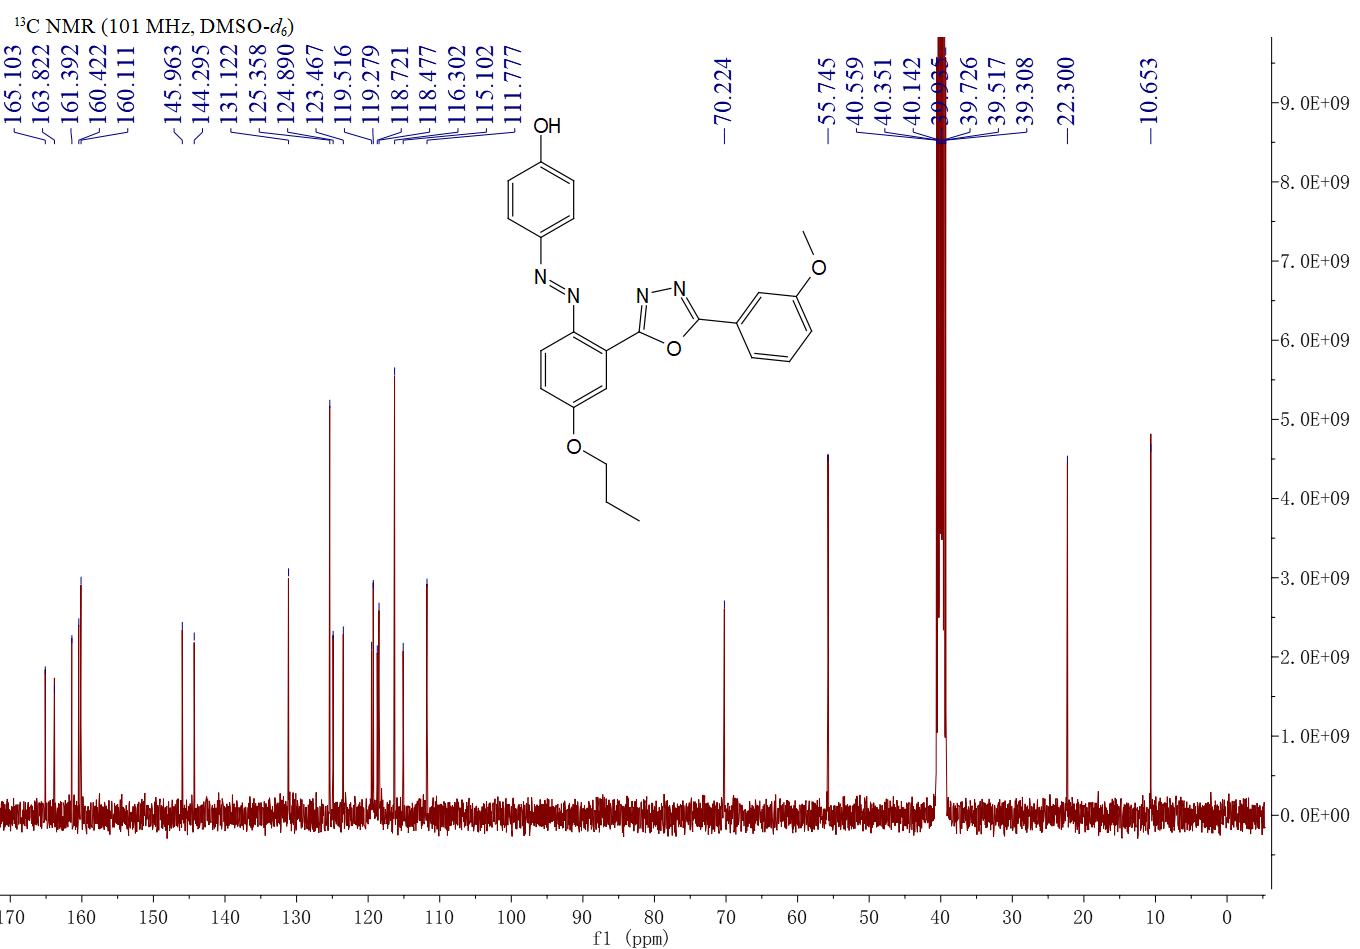 ¹³C NMR (101 MHz, DMSO-d₆)
165.103
163.822
161.392
160.422
160.111
145.963
144.295
131.122
125.358
124.890
123.467
119.516
119.279
118.721
118.477
116.302
115.102
111.777
70.224
55.745
40.559
40.351
40.142
39.935
39.726
39.517
39.308
22.300
10.653
OH
N
N
N
N
O
O
O
9.0E+09
8.0E+09
7.0E+09
6.0E+09
5.0E+09
4.0E+09
3.0E+09
2.0E+09
1.0E+09
0.0E+00
170 160 150 140 130 120 110 100 90 80 70 60 50 40 30 20 10 0
f1 (ppm)